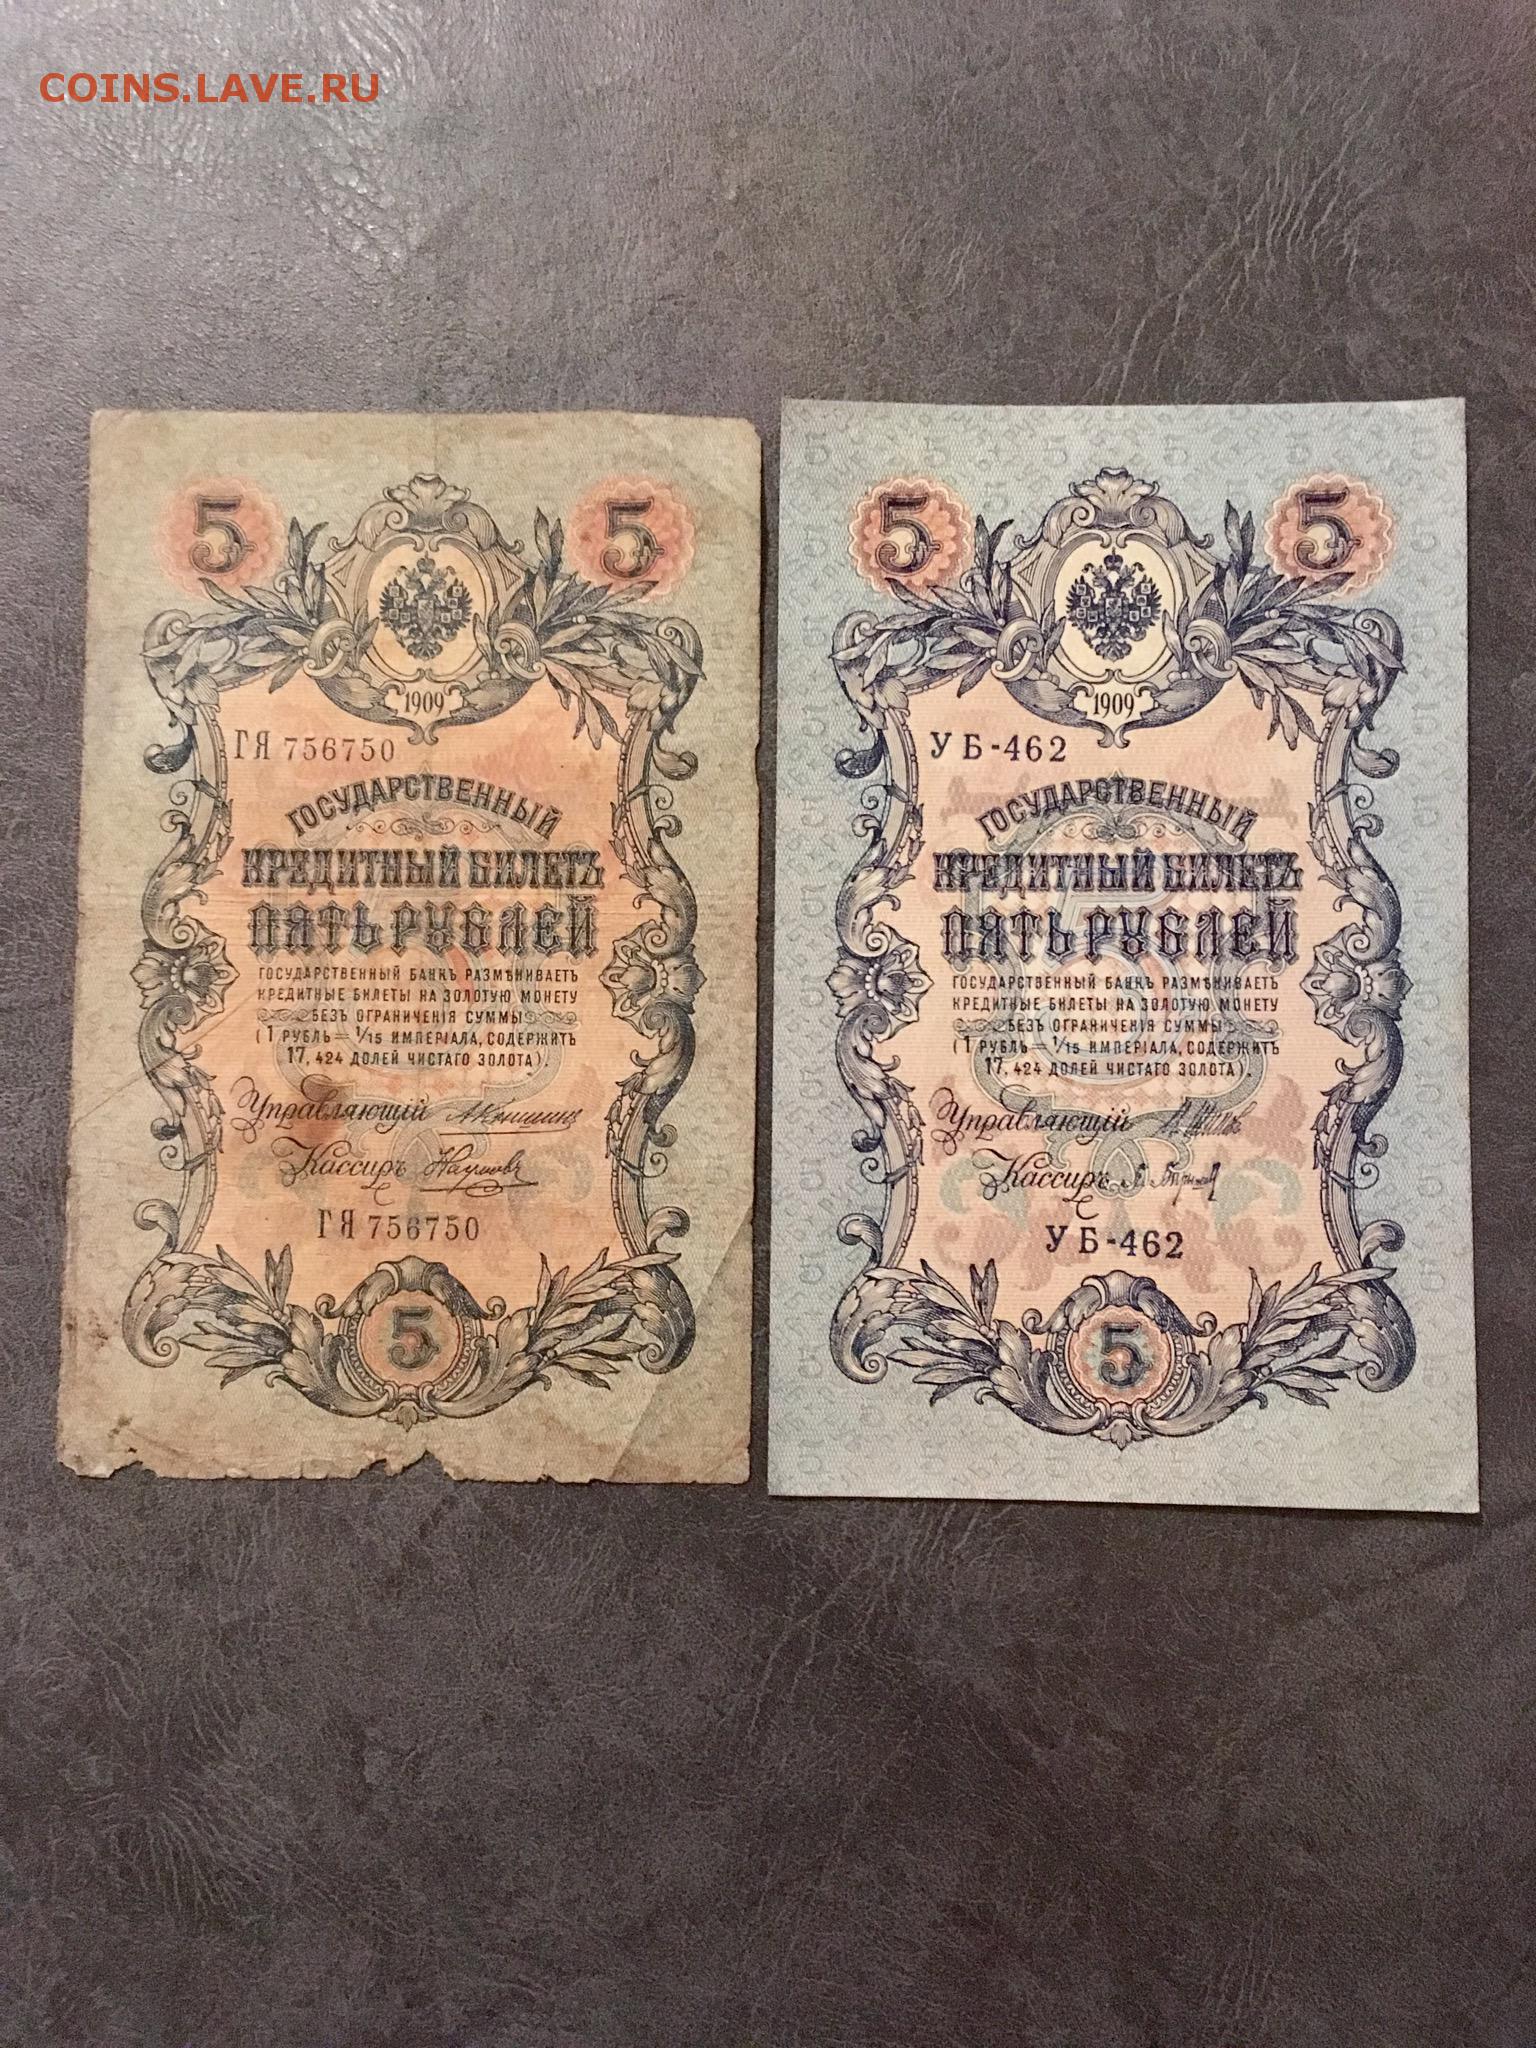 COINS.LAVE.RU
5 5
1909
ГЯ 756750
ГОСУДАРСТВЕННЫЙ
КРЕДИТНЫЙ БИЛЕТЪ
ПЯТЬ РУБЛЕЙ
ГОСУДАРСТВЕННЫЙ БАНКЪ РАЗМѢНИВАЕТЪ
КРЕДИТНЫЕ БИЛЕТЫ НА ЗОЛОТУЮ МОНЕТУ
БЕЗЪ ОГРАНИЧЕНІЯ СУММЫ
(1 РУБЛЬ = 1/15 ИМПЕРІАЛА, СОДЕРЖИТЪ
17, 424 ДОЛЕЙ ЧИСТАГО ЗОЛОТА).
Управляющій
Кассиръ Наумовъ
ГЯ 756750
5
5 5
1909
УБ-462
ГОСУДАРСТВЕННЫЙ
КРЕДИТНЫЙ БИЛЕТЪ
ПЯТЬ РУБЛЕЙ
ГОСУДАРСТВЕННЫЙ БАНКЪ РАЗМѢНИВАЕТЪ
КРЕДИТНЫЕ БИЛЕТЫ НА ЗОЛОТУЮ МОНЕТУ
БЕЗЪ ОГРАНИЧЕНІЯ СУММЫ
(1 РУБЛЬ = 1/15 ИМПЕРІАЛА, СОДЕРЖИТЪ
17, 424 ДОЛЕЙ ЧИСТАГО ЗОЛОТА).
Управляющій
Кассиръ
УБ-462
5